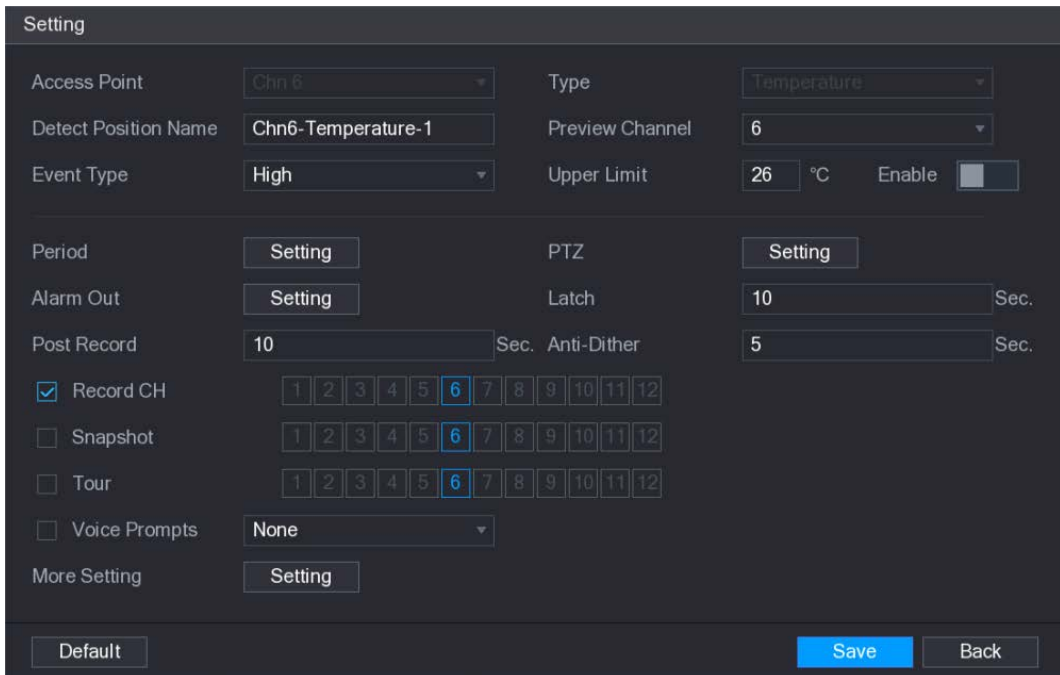 Setting
Access Point Chn 6 Type Temperature
Detect Position Name Chn6-Temperature-1 Preview Channel 6
Event Type High Upper Limit 26 °C Enable
Period Setting PTZ Setting
Alarm Out Setting Latch 10 Sec.
Post Record 10 Sec. Anti-Dither 5 Sec.
Record CH 1 2 3 4 5 6 7 8 9 10 11 12
Snapshot 1 2 3 4 5 6 7 8 9 10 11 12
Tour 1 2 3 4 5 6 7 8 9 10 11 12
Voice Prompts None
More Setting Setting
Default Save Back